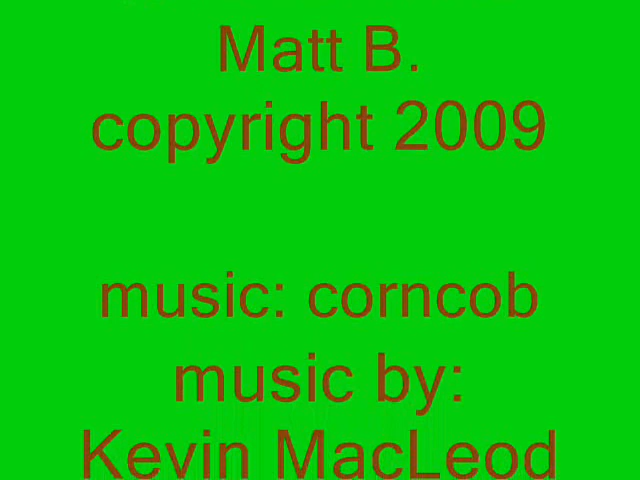 Matt B.
copyright 2009
music: corncob
music by:
Kevin MacLeod